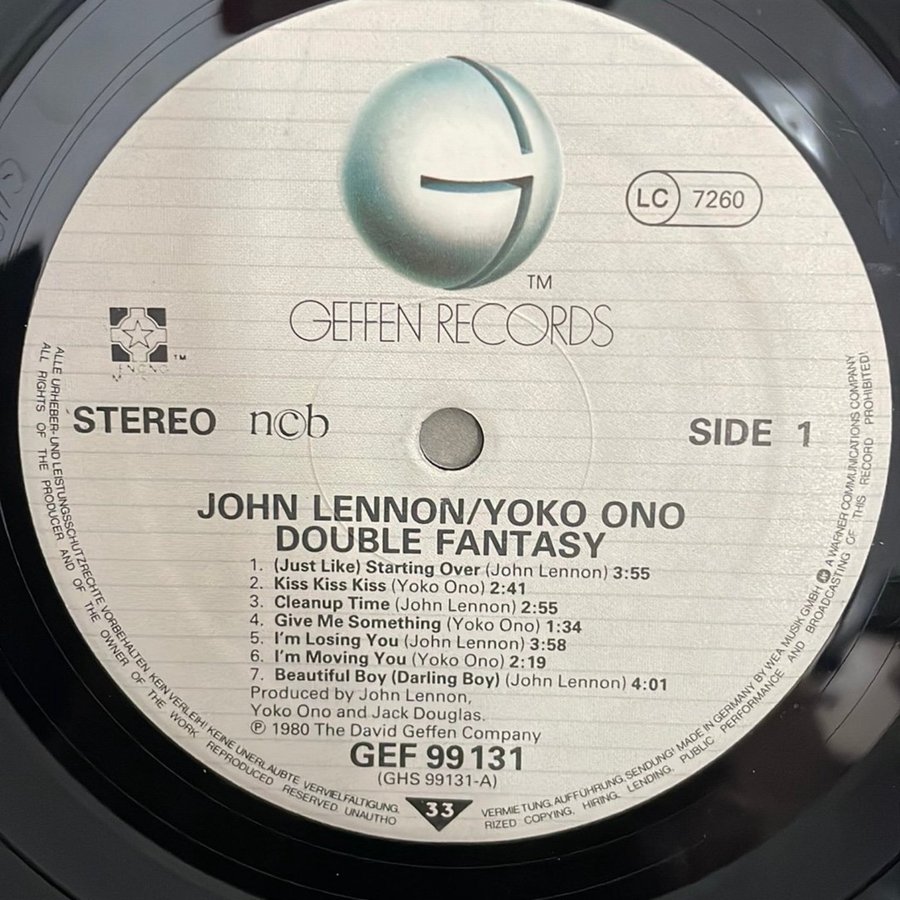 LC 7260
TM
GEFFEN RECORDS
TM
STEREO n©b
SIDE 1
JOHN LENNON/YOKO ONO
DOUBLE FANTASY
1. (Just Like) Starting Over (John Lennon) 3:55
2. Kiss Kiss Kiss (Yoko Ono) 2:41
3. Cleanup Time (John Lennon) 2:55
4. Give Me Something (Yoko Ono) 1:34
5. I'm Losing You (John Lennon) 3:58
6. I'm Moving You (Yoko Ono) 2:19
7. Beautiful Boy (Darling Boy) (John Lennon) 4:01
Produced by John Lennon,
Yoko Ono and Jack Douglas.
℗ 1980 The David Geffen Company
GEF 99 131
(GHS 99131-A)
33
ALLE URHEBER- UND LEISTUNGSSCHUTZRECHTE VORBEHALTEN. KEIN VERLEIH! KEINE UNERLAUBTE VERVIELFÄLTIGUNG, VERMIETUNG, AUFFÜHRUNG, SENDUNG! MADE IN GERMANY BY WEA MUSIK GMBH A WARNER COMMUNICATIONS COMPANY
ALL RIGHTS OF THE PRODUCER AND OF THE OWNER OF THE WORK REPRODUCED RESERVED UNAUTHORIZED COPYING, HIRING, LENDING, PUBLIC PERFORMANCE AND BROADCASTING OF THIS RECORD PROHIBITED!